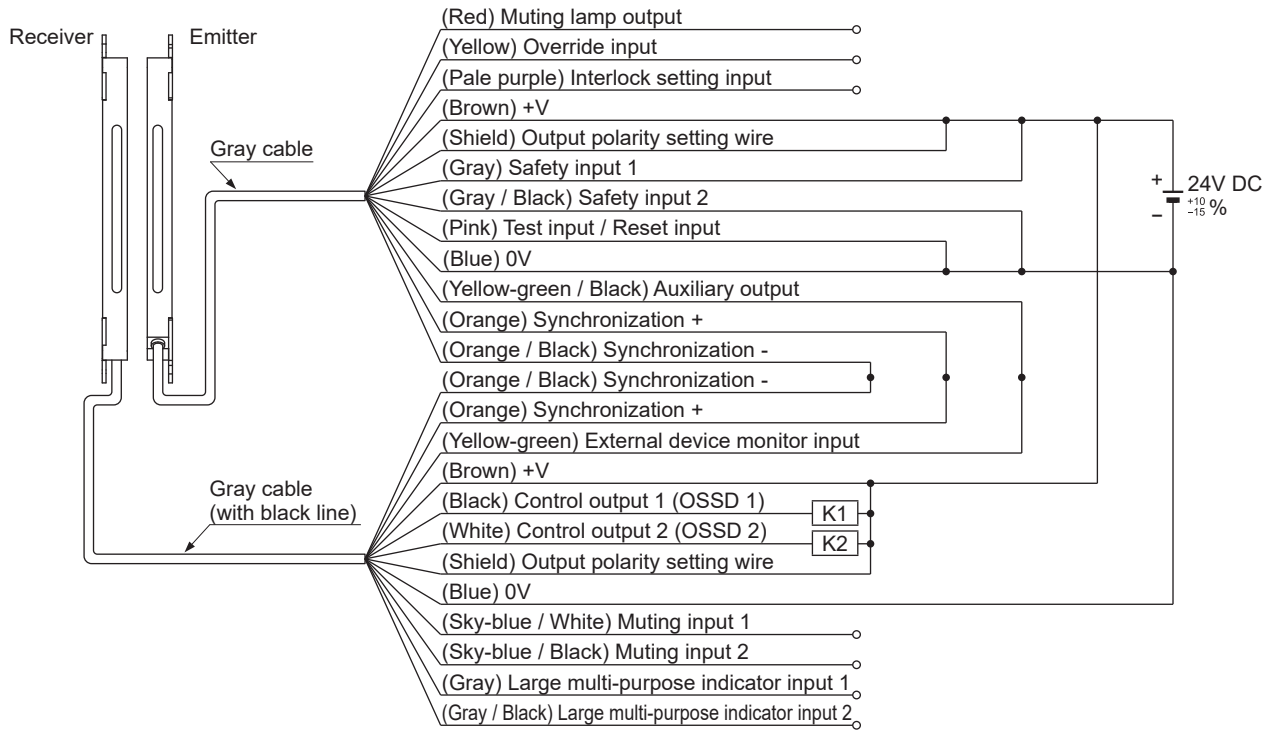 Receiver
Emitter
Gray cable
Gray cable
(with black line)
(Red) Muting lamp output
(Yellow) Override input
(Pale purple) Interlock setting input
(Brown) +V
(Shield) Output polarity setting wire
(Gray) Safety input 1
(Gray / Black) Safety input 2
(Pink) Test input / Reset input
(Blue) 0V
(Yellow-green / Black) Auxiliary output
(Orange) Synchronization +
(Orange / Black) Synchronization -
(Orange / Black) Synchronization -
(Orange) Synchronization +
(Yellow-green) External device monitor input
(Brown) +V
(Black) Control output 1 (OSSD 1)
K1
(White) Control output 2 (OSSD 2)
K2
(Shield) Output polarity setting wire
(Blue) 0V
(Sky-blue / White) Muting input 1
(Sky-blue / Black) Muting input 2
(Gray) Large multi-purpose indicator input 1
(Gray / Black) Large multi-purpose indicator input 2
+
−
24V DC
+10
−15 %